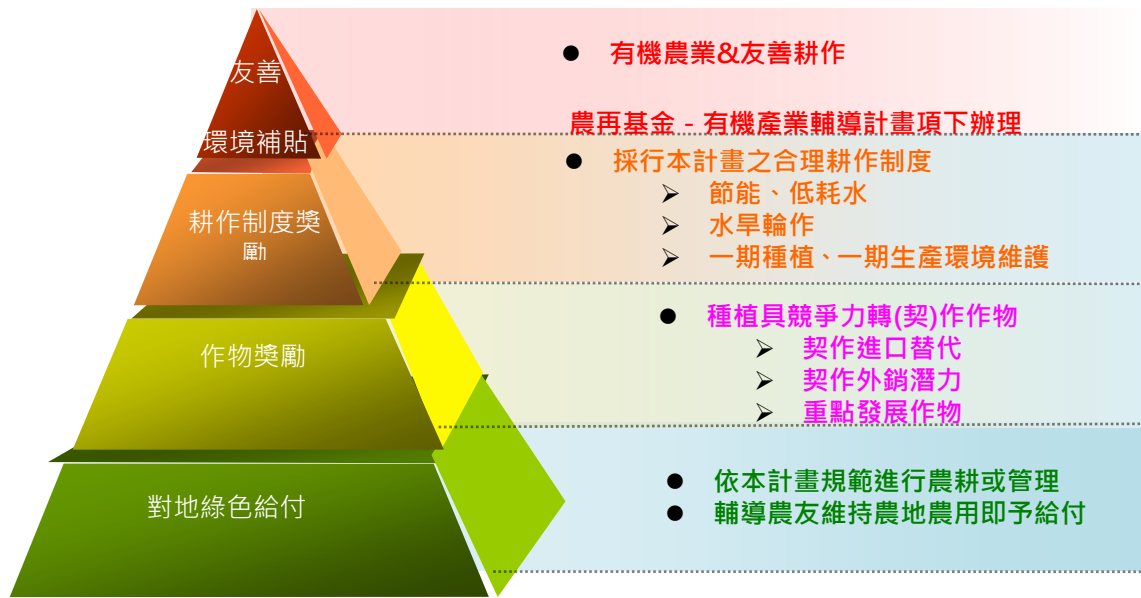 友善
環境補貼
● 有機農業&友善耕作
農再基金 - 有機產業輔導計畫項下辦理
耕作制度獎
勵
● 採行本計畫之合理耕作制度
➢ 節能、低耗水
➢ 水旱輪作
➢ 一期種植、一期生產環境維護
作物獎勵
● 種植具競爭力轉(契)作作物
➢ 契作進口替代
➢ 契作外銷潛力
➢ 重點發展作物
對地綠色給付
● 依本計畫規範進行農耕或管理
● 輔導農友維持農地農用即予給付